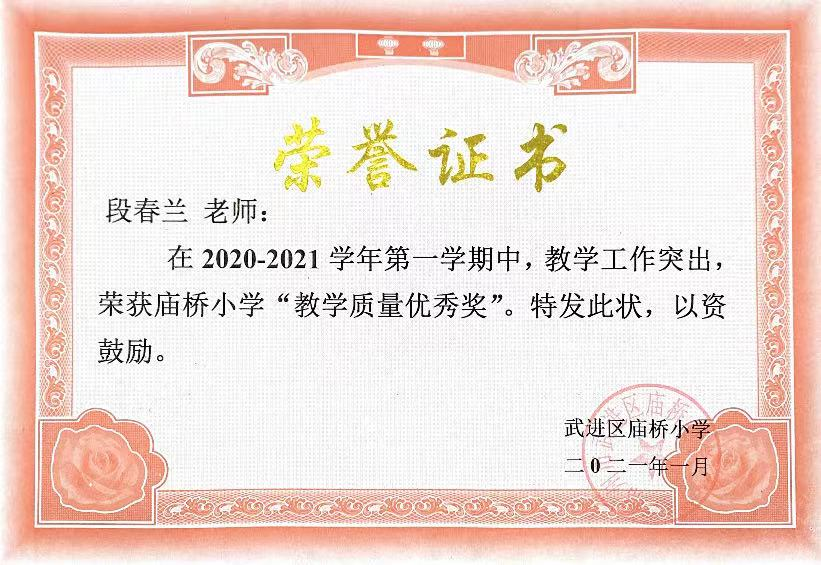 荣誉证书
段春兰 老师：
在 2020-2021 学年第一学期中，教学工作突出，
荣获庙桥小学“教学质量优秀奖”。特发此状，以资
鼓励。
武进区庙桥小学
二0二一年一月